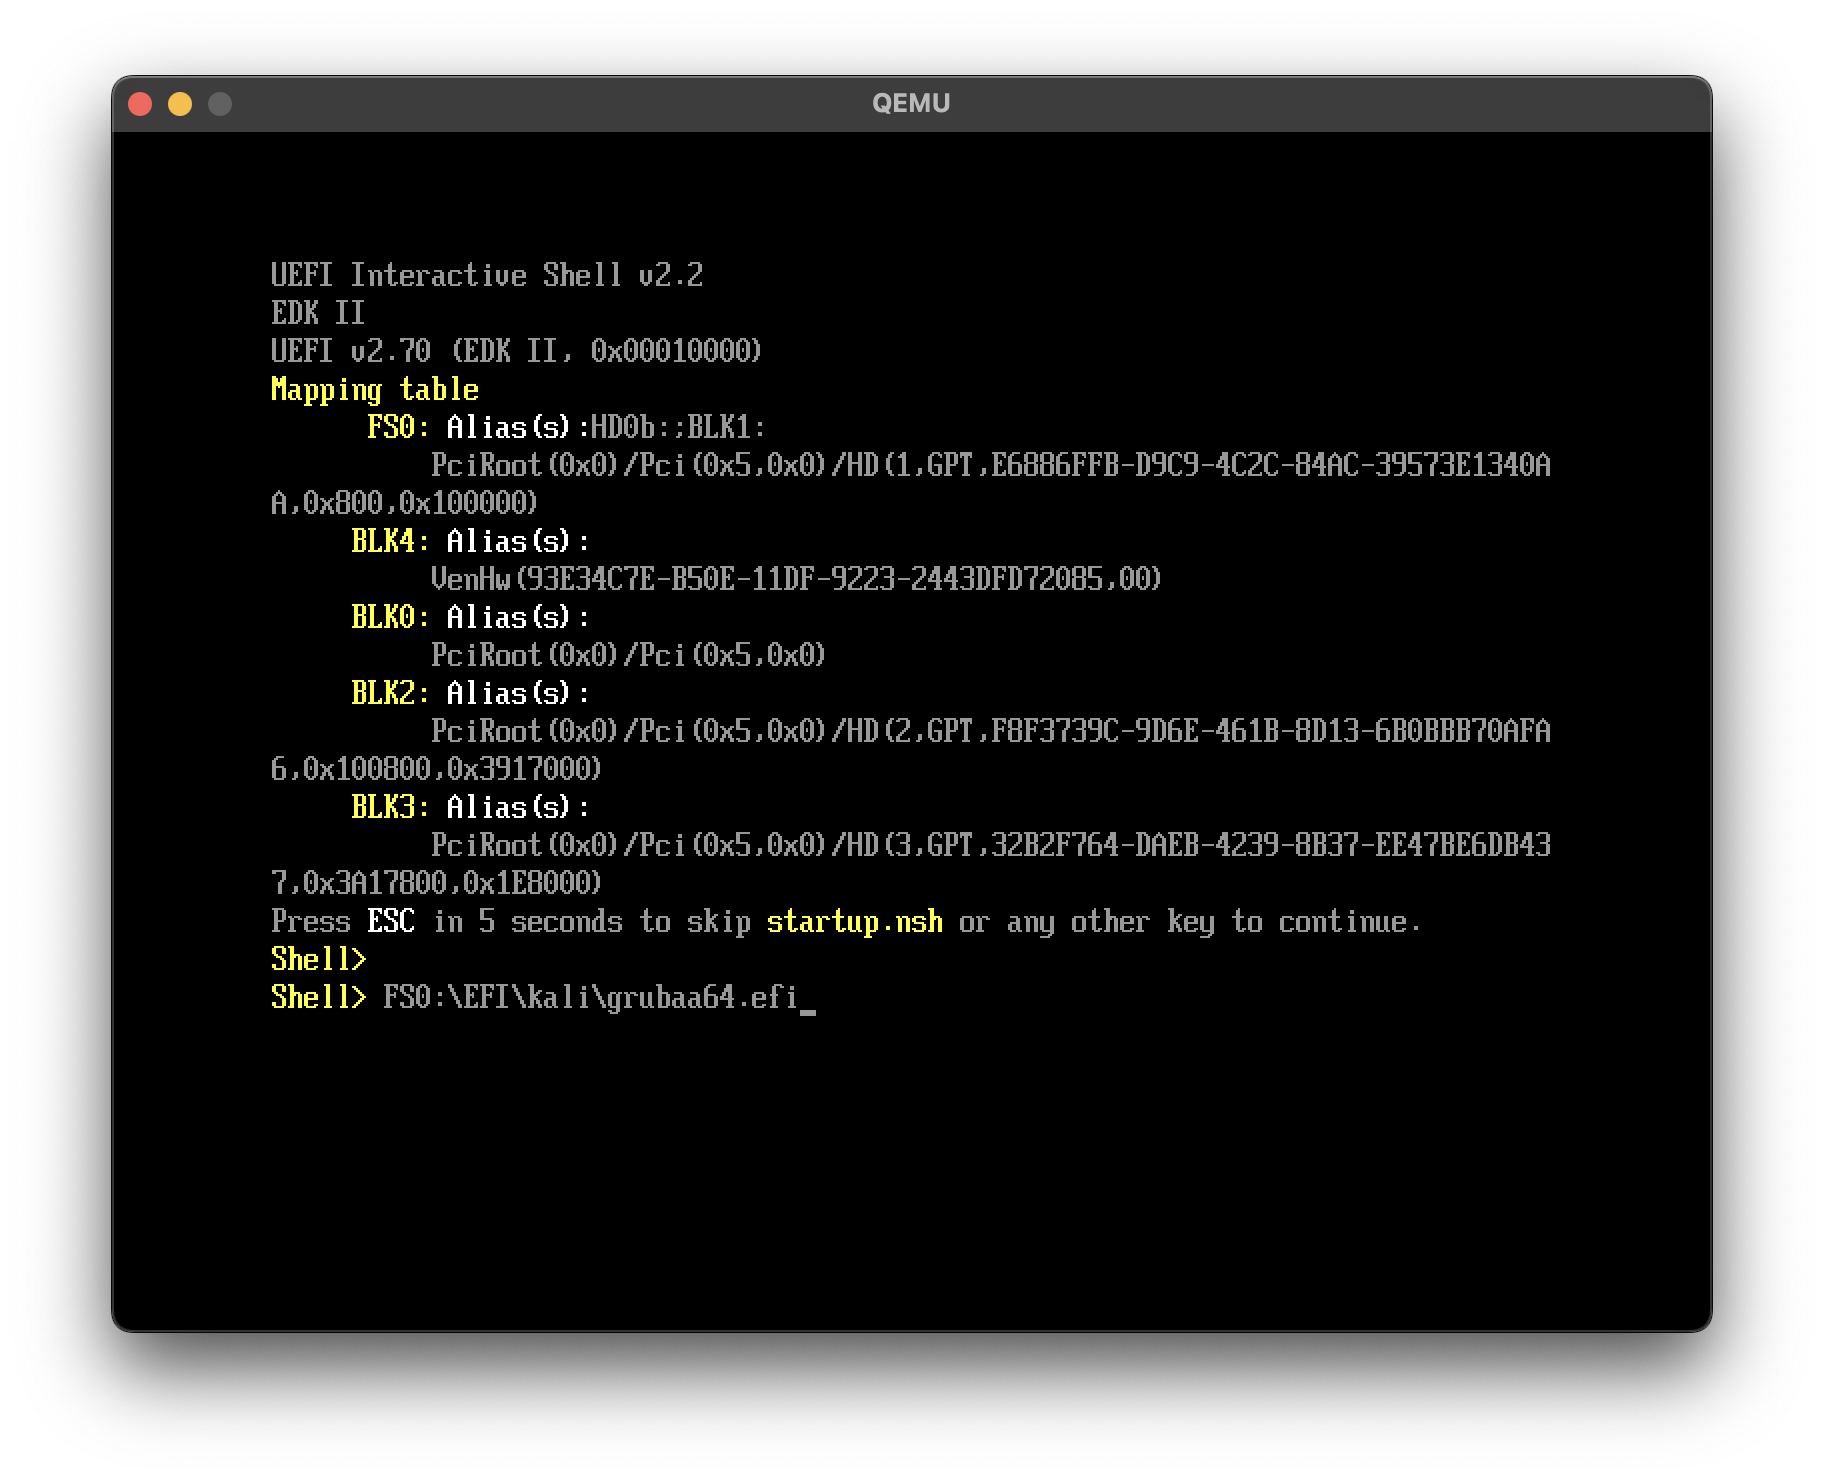 QEMU
UEFI Interactive Shell v2.2
EDK II
UEFI v2.70 (EDK II, 0x00010000)
Mapping table
FS0: Alias(s):HD0b:;BLK1:
PciRoot(0x0)/Pci(0x5,0x0)/HD(1,GPT,E6886FFB-D9C9-4C2C-84AC-39573E1340A
A,0x800,0x100000)
BLK4: Alias(s):
VenHw(93E34C7E-B50E-11DF-9223-2443DFD72085,00)
BLK0: Alias(s):
PciRoot(0x0)/Pci(0x5,0x0)
BLK2: Alias(s):
PciRoot(0x0)/Pci(0x5,0x0)/HD(2,GPT,F8F3739C-9D6E-461B-8D13-6B0BBB70AFA
6,0x100800,0x3917000)
BLK3: Alias(s):
PciRoot(0x0)/Pci(0x5,0x0)/HD(3,GPT,32B2F764-DAEB-4239-8B37-EE47BE6DB43
7,0x3A17800,0x1E8000)
Press ESC in 5 seconds to skip startup.nsh or any other key to continue.
Shell>
Shell> FS0:\EFI\kali\grubaa64.efi_